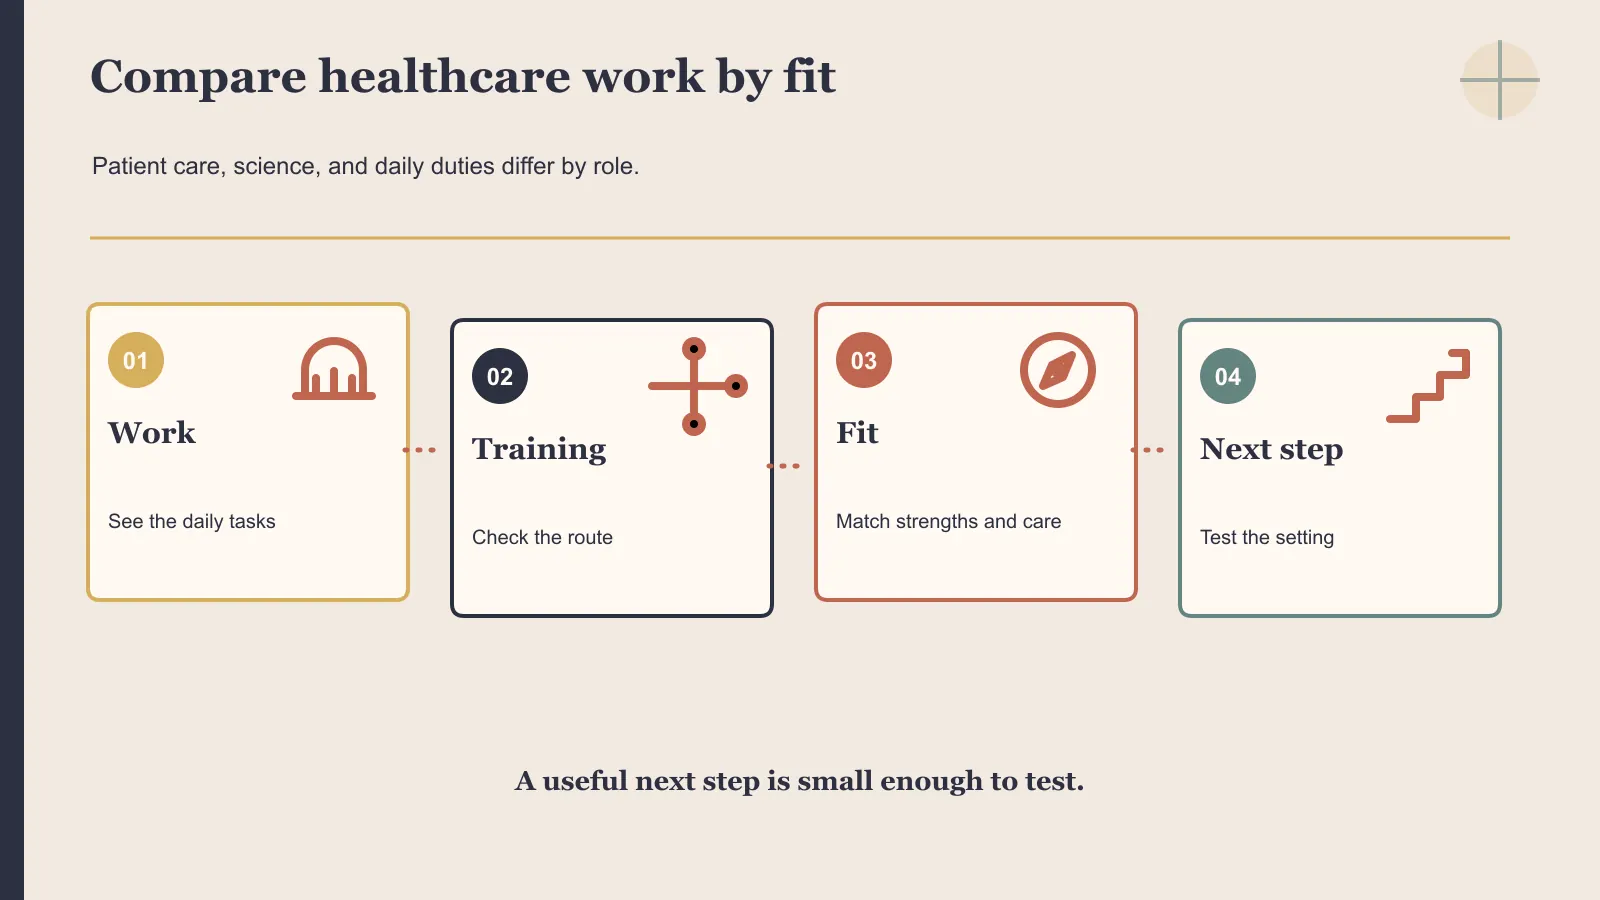 Compare healthcare work by fit
Patient care, science, and daily duties differ by role.
01
Work
See the daily tasks
02
Training
Check the route
03
Fit
Match strengths and care
04
Next step
Test the setting
A useful next step is small enough to test.